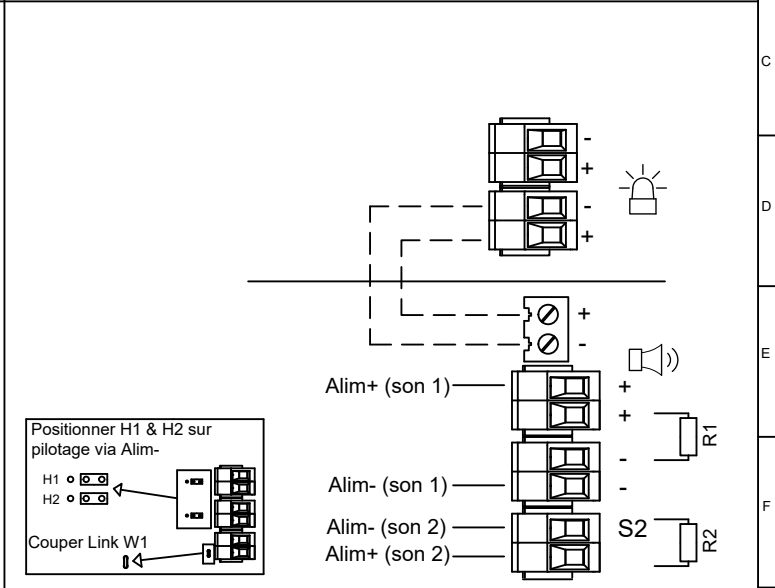 C
-
+
D
-
+
+
-
E
Alim+ (son 1)
+
+
R1
Positionner H1 & H2 sur
pilotage via Alim-
-
H1
H2
Alim- (son 1)
-
F
Couper Link W1
Alim- (son 2)
S2
R2
Alim+ (son 2)